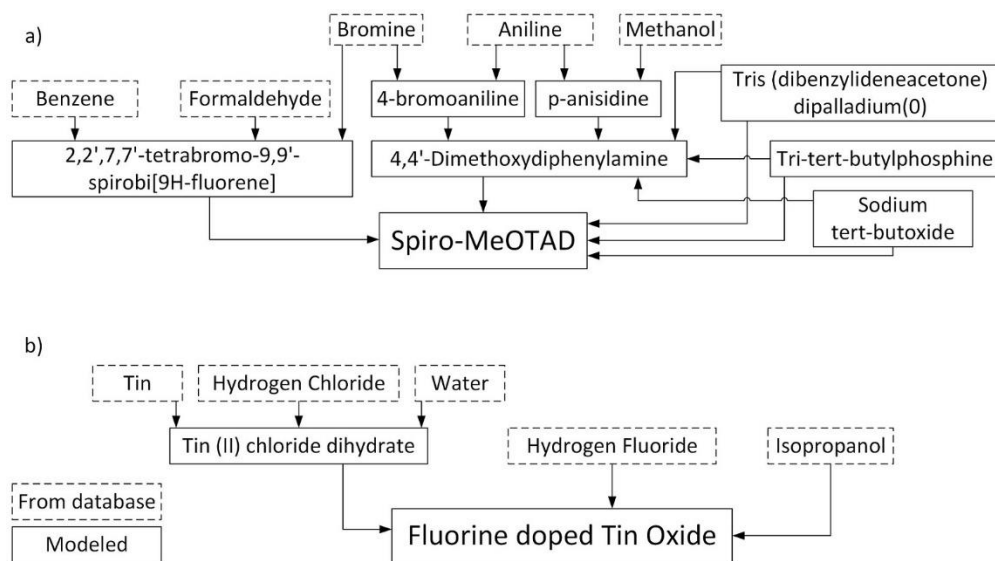 a)
Bromine
Aniline
Methanol
Benzene
Formaldehyde
4-bromoaniline
p-anisidine
Tris (dibenzylideneacetone)
dipalladium(0)
2,2',7,7'-tetrabromo-9,9'-
spirobi[9H-fluorene]
4,4'-Dimethoxydiphenylamine
Tri-tert-butylphosphine
Sodium
tert-butoxide
Spiro-MeOTAD
b)
Tin
Hydrogen Chloride
Water
Tin (II) chloride dihydrate
Hydrogen Fluoride
Isopropanol
From database
Modeled
Fluorine doped Tin Oxide